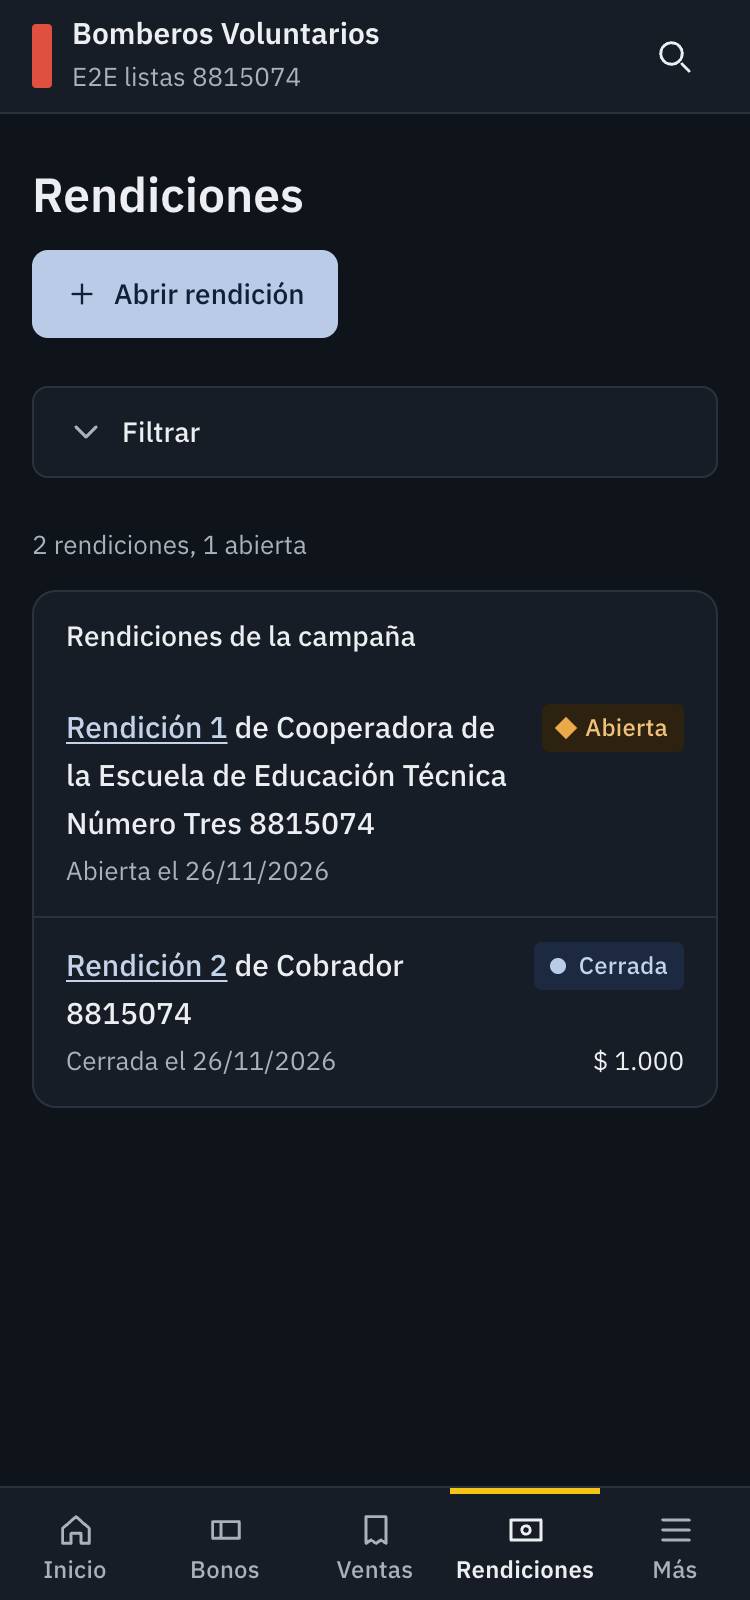 Bomberos Voluntarios
E2E listas 8815074
Rendiciones
Abrir rendición
Filtrar
2 rendiciones, 1 abierta
Rendiciones de la campaña
Rendición 1 de Cooperadora de
la Escuela de Educación Técnica
Número Tres 8815074
Abierta
Abierta el 26/11/2026
Rendición 2 de Cobrador
8815074
Cerrada
Cerrada el 26/11/2026
$ 1.000
Inicio
Bonos
Ventas
Rendiciones
Más